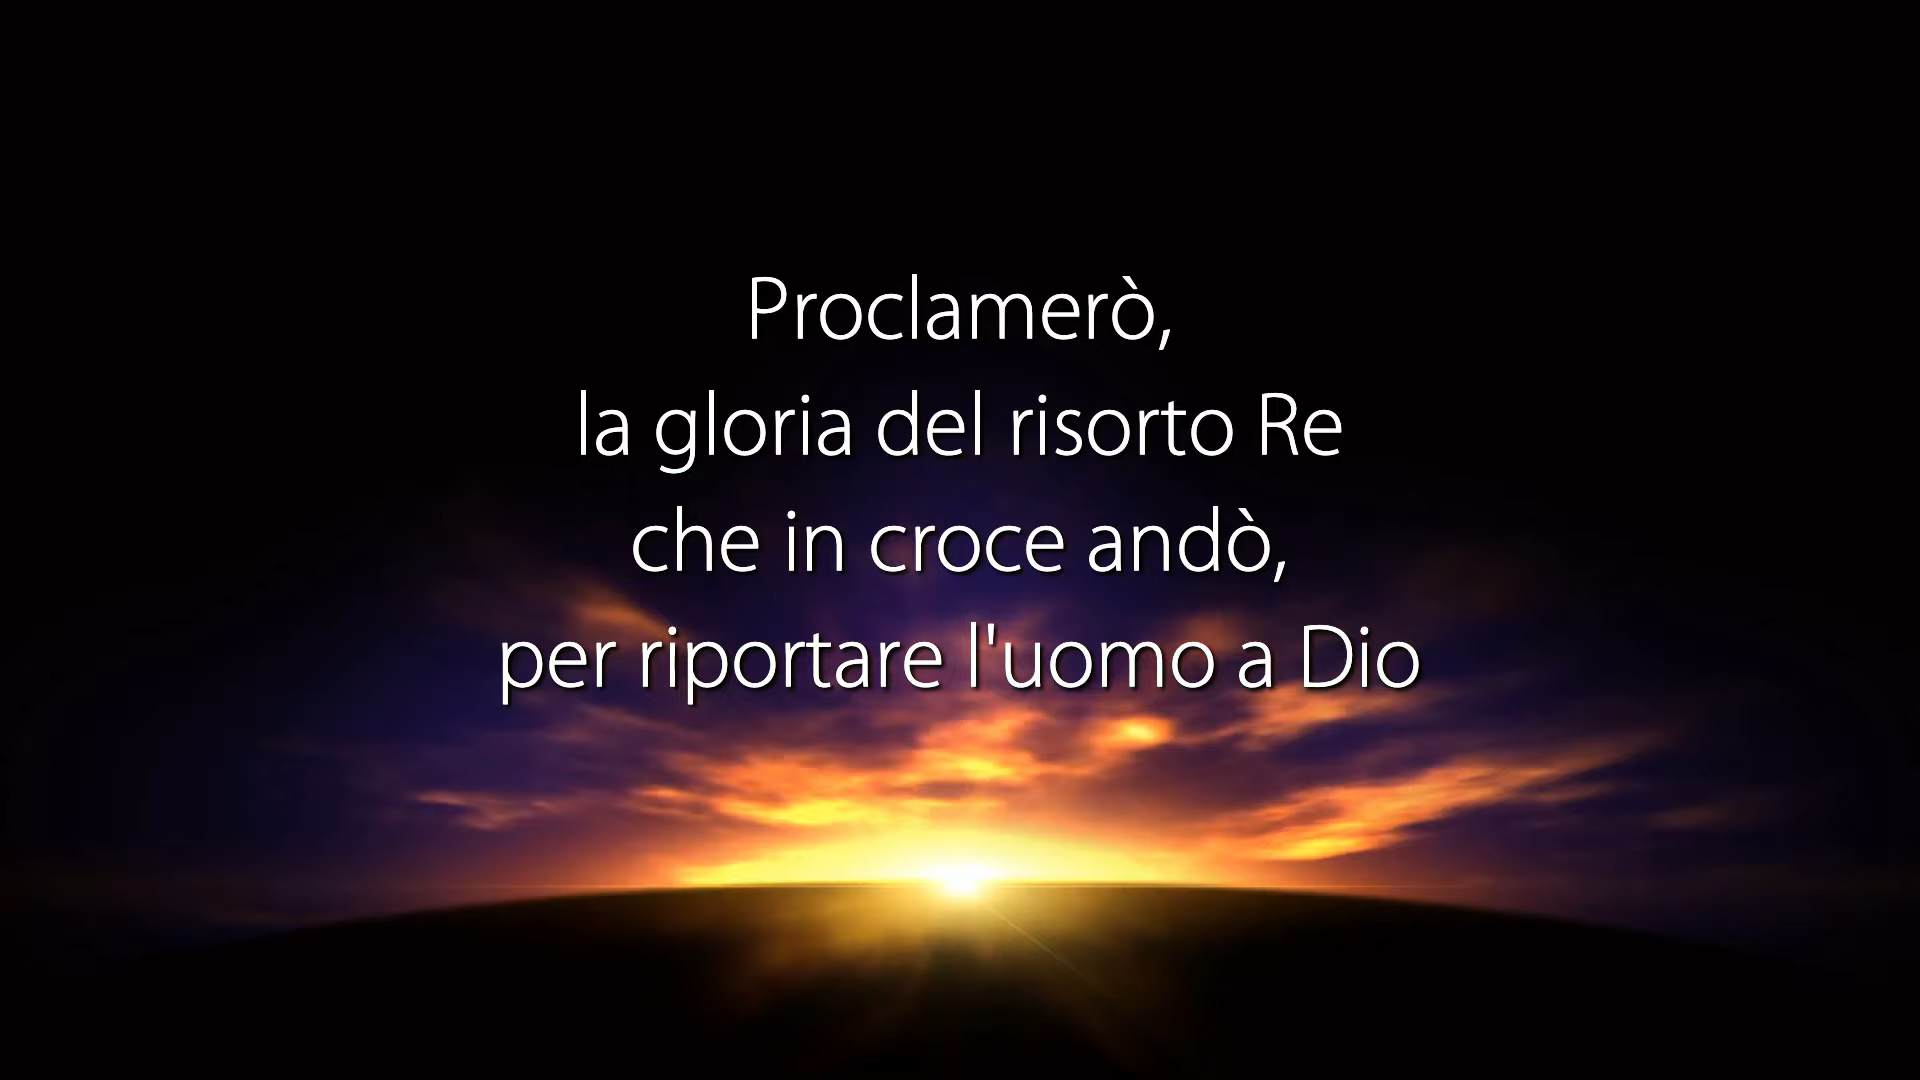 Proclamerò,
la gloria del risorto Re
che in croce andò,
per riportare l'uomo a Dio